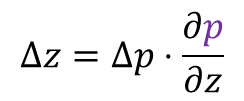 Δz = Δp · ∂p/∂z